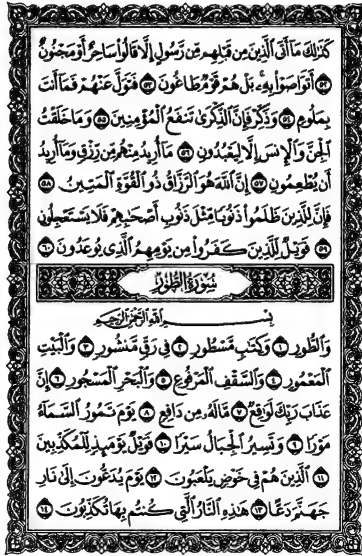 كَذَٰلِكَ مَآ أَتَى ٱلَّذِينَ مِن قَبْلِهِم مِّن رَّسُولٍ إِلَّا قَالُوا۟ سَاحِرٌ أَوْ مَجْنُونٌ
٥٢ أَتَوَاصَوْا۟ بِهِۦ ۚ بَلْ هُمْ قَوْمٌ طَاغُونَ ٥٣ فَتَوَلَّ عَنْهُمْ فَمَآ أَنتَ
بِمَلُومٍ ٥٤ وَذَكِّرْ فَإِنَّ ٱلذِّكْرَىٰ تَنفَعُ ٱلْمُؤْمِنِينَ ٥٥ وَمَا خَلَقْتُ
ٱلْجِنَّ وَٱلْإِنسَ إِلَّا لِيَعْبُدُونِ ٥٦ مَآ أُرِيدُ مِنْهُم مِّن رِّزْقٍ وَمَآ أُرِيدُ
أَن يُطْعِمُونِ ٥٧ إِنَّ ٱللَّهَ هُوَ ٱلرَّزَّاقُ ذُو ٱلْقُوَّةِ ٱلْمَتِينُ ٥٨
فَإِنَّ لِلَّذِينَ ظَلَمُوا۟ ذَنُوبًا مِّثْلَ ذَنُوبِ أَصْحَٰبِهِمْ فَلَا يَسْتَعْجِلُونِ
٥٩ فَوَيْلٌ لِّلَّذِينَ كَفَرُوا۟ مِن يَوْمِهِمُ ٱلَّذِى يُوعَدُونَ ٦٠
سُورَةُ الطُّورِ
بِسْمِ ٱللَّهِ ٱلرَّحْمَٰنِ ٱلرَّحِيمِ
وَٱلطُّورِ ١ وَكِتَٰبٍ مَّسْطُورٍ ٢ فِى رَقٍّ مَّنشُورٍ ٣ وَٱلْبَيْتِ
ٱلْمَعْمُورِ ٤ وَٱلسَّقْفِ ٱلْمَرْفُوعِ ٥ وَٱلْبَحْرِ ٱلْمَسْجُورِ ٦ إِنَّ
عَذَابَ رَبِّكَ لَوَٰقِعٌ ٧ مَّا لَهُۥ مِن دَافِعٍ ٨ يَوْمَ تَمُورُ ٱلسَّمَآءُ
مَوْرًا ٩ وَتَسِيرُ ٱلْجِبَالُ سَيْرًا ١٠ فَوَيْلٌ يَوْمَئِذٍ لِّلْمُكَذِّبِينَ
١١ ٱلَّذِينَ هُمْ فِى خَوْضٍ يَلْعَبُونَ ١٢ يَوْمَ يُدَعُّونَ إِلَىٰ نَارِ
جَهَنَّمَ دَعًّا ١٣ هَٰذِهِ ٱلنَّارُ ٱلَّتِى كُنتُم بِهَا تُكَذِّبُونَ ١٤